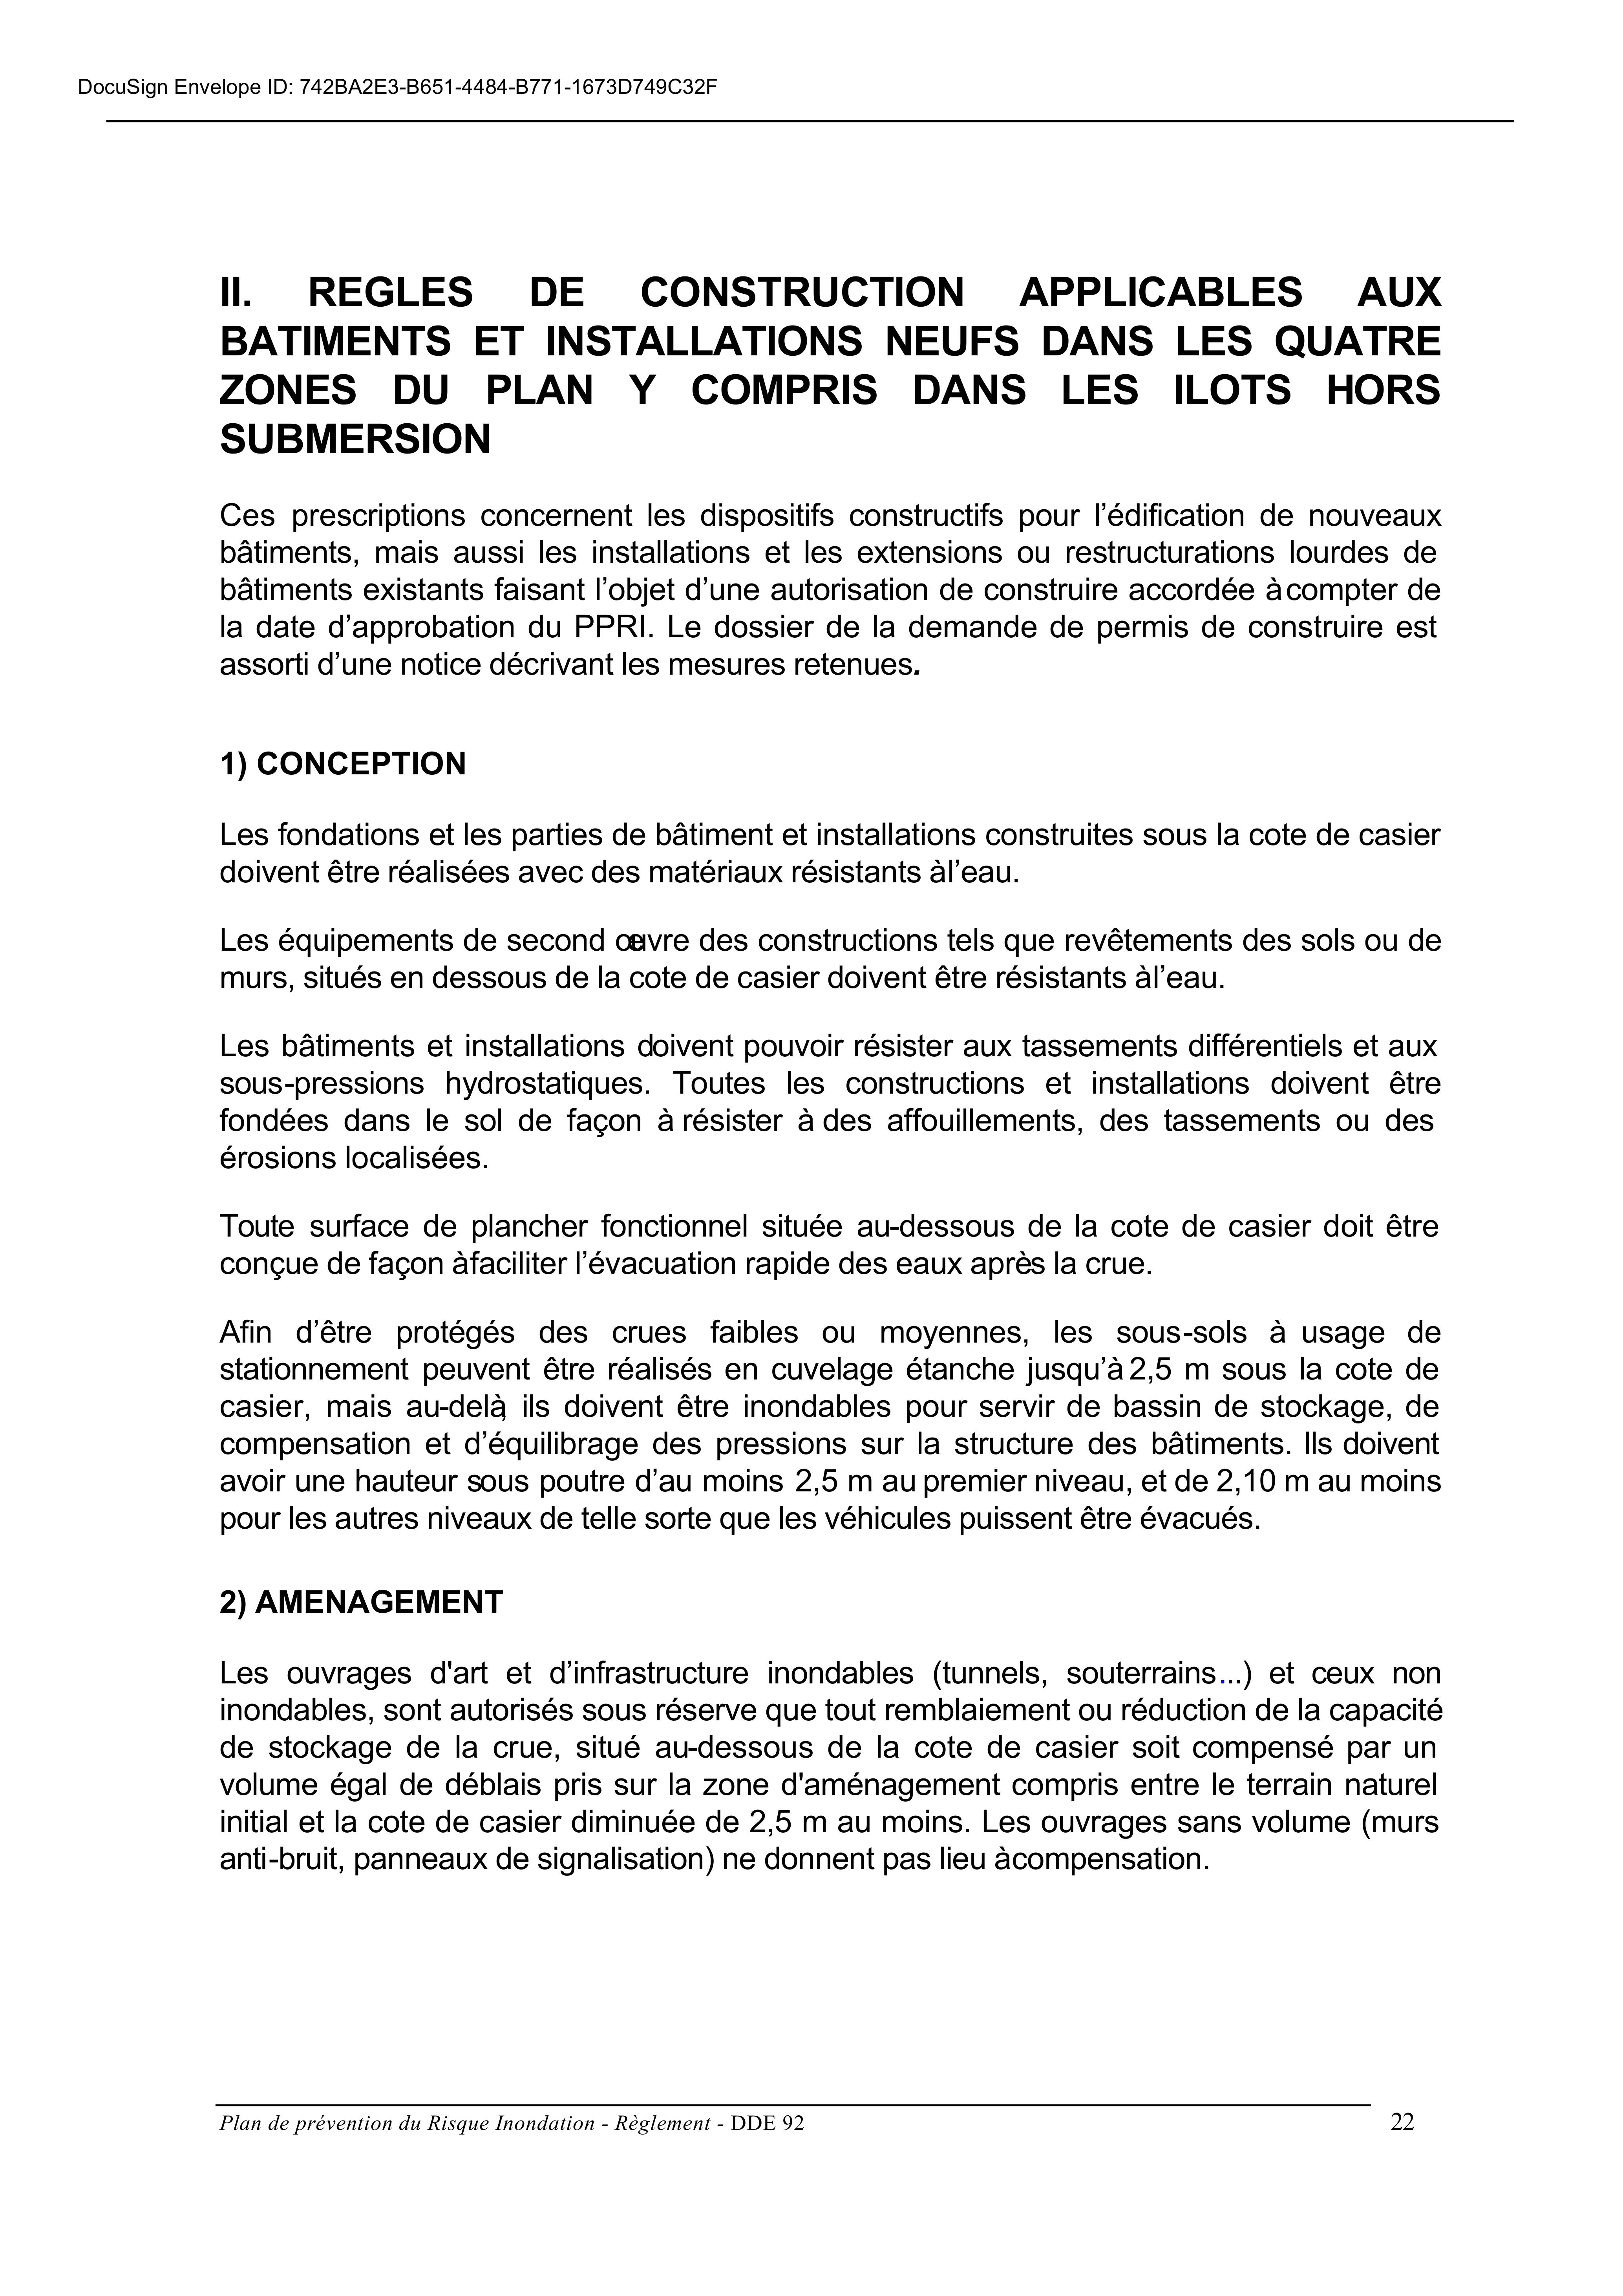 DocuSign Envelope ID: 742BA2E3-B651-4484-B771-1673D749C32F
II. REGLES DE CONSTRUCTION APPLICABLES AUX
BATIMENTS ET INSTALLATIONS NEUFS DANS LES QUATRE
ZONES DU PLAN Y COMPRIS DANS LES ILOTS HORS
SUBMERSION
Ces prescriptions concernent les dispositifs constructifs pour l’édification de nouveaux
bâtiments, mais aussi les installations et les extensions ou restructurations lourdes de
bâtiments existants faisant l’objet d’une autorisation de construire accordée à compter de
la date d’approbation du PPRI. Le dossier de la demande de permis de construire est
assorti d’une notice décrivant les mesures retenues.
1) CONCEPTION
Les fondations et les parties de bâtiment et installations construites sous la cote de casier
doivent être réalisées avec des matériaux résistants à l’eau.
Les équipements de second œuvre des constructions tels que revêtements des sols ou de
murs, situés en dessous de la cote de casier doivent être résistants à l’eau.
Les bâtiments et installations doivent pouvoir résister aux tassements différentiels et aux
sous-pressions hydrostatiques. Toutes les constructions et installations doivent être
fondées dans le sol de façon à résister à des affouillements, des tassements ou des
érosions localisées.
Toute surface de plancher fonctionnel située au-dessous de la cote de casier doit être
conçue de façon à faciliter l’évacuation rapide des eaux après la crue.
Afin d’être protégés des crues faibles ou moyennes, les sous-sols à usage de
stationnement peuvent être réalisés en cuvelage étanche jusqu’à 2,5 m sous la cote de
casier, mais au-delà, ils doivent être inondables pour servir de bassin de stockage, de
compensation et d’équilibrage des pressions sur la structure des bâtiments. Ils doivent
avoir une hauteur sous poutre d’au moins 2,5 m au premier niveau, et de 2,10 m au moins
pour les autres niveaux de telle sorte que les véhicules puissent être évacués.
2) AMENAGEMENT
Les ouvrages d'art et d’infrastructure inondables (tunnels, souterrains...) et ceux non
inondables, sont autorisés sous réserve que tout remblaiement ou réduction de la capacité
de stockage de la crue, situé au-dessous de la cote de casier soit compensé par un
volume égal de déblais pris sur la zone d'aménagement compris entre le terrain naturel
initial et la cote de casier diminuée de 2,5 m au moins. Les ouvrages sans volume (murs
anti-bruit, panneaux de signalisation) ne donnent pas lieu à compensation.
Plan de prévention du Risque Inondation - Règlement - DDE 92 22